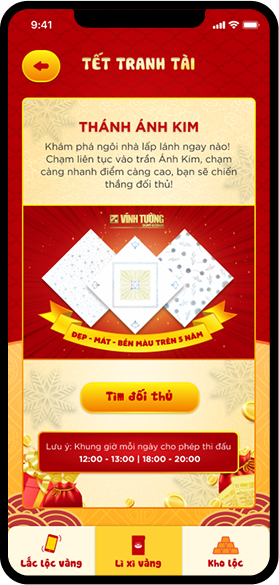 9:41
TẾT TRANH TÀI
THÁNH ÁNH KIM
Khám phá ngôi nhà lấp lánh ngay nào!
Chạm liên tục vào trần Ánh Kim, chạm
càng nhanh điểm càng cao, bạn sẽ chiến
thắng đối thủ!
VĨNH TƯỜNG
ĐẸP - MÁT - BỀN MÀU TRÊN 5 NĂM
Tìm đối thủ
Lưu ý: Khung giờ mỗi ngày cho phép thi đấu
12:00 - 13:00 | 18:00 - 20:00
Lắc lộc vàng
Lì xì vàng
Kho lộc